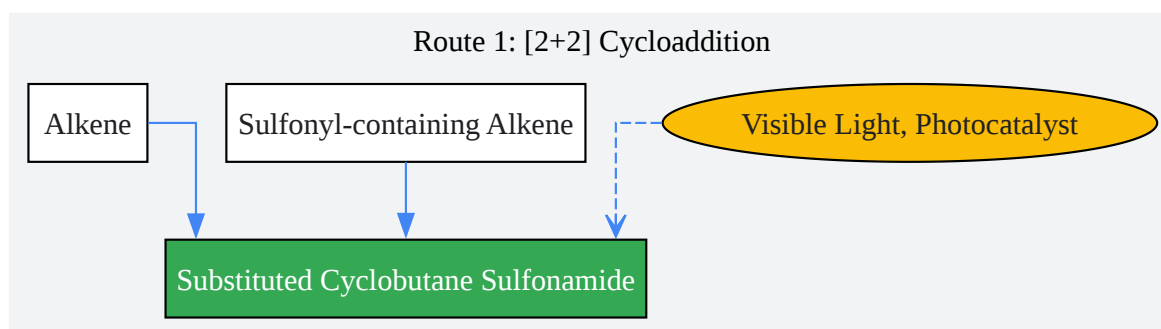 Route 1: [2+2] Cycloaddition
Alkene
Sulfonyl-containing Alkene
Visible Light, Photocatalyst
Substituted Cyclobutane Sulfonamide